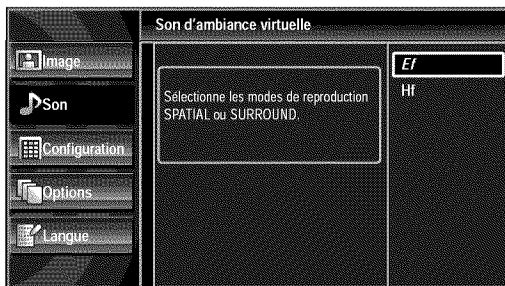 Son d'ambiance virtuelle
Image
Son
Configuration
Options
Langue
Sélectionne les modes de reproduction
SPATIAL ou SURROUND.
Ef
Hf